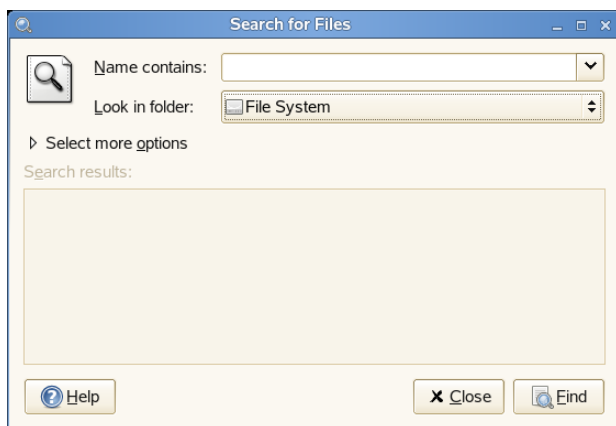 Search for Files
Name contains:
Look in folder: File System
Select more options
Search results:
Help Close Find